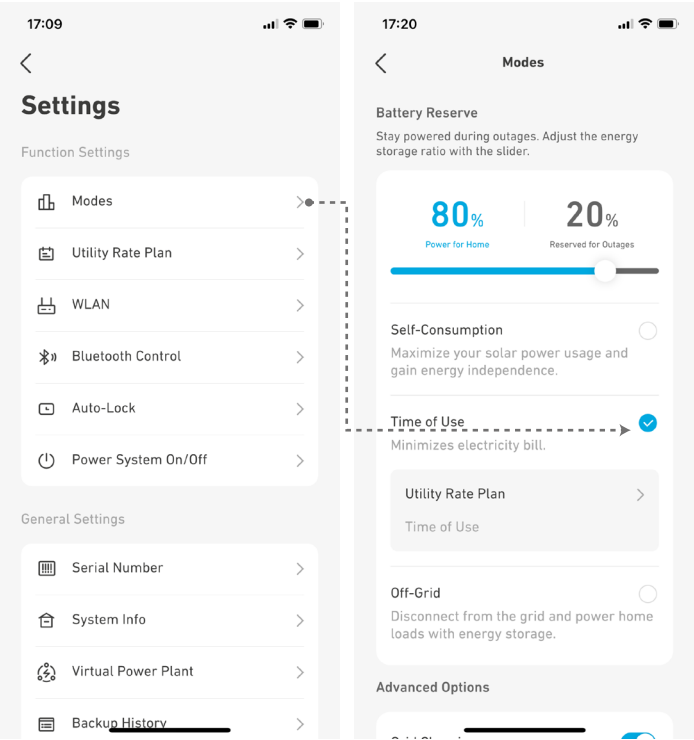 17:09
Settings
Function Settings
Modes
Utility Rate Plan
WLAN
Bluetooth Control
Auto-Lock
Power System On/Off
General Settings
Serial Number
System Info
Virtual Power Plant
Backup History
17:20
Modes
Battery Reserve
Stay powered during outages. Adjust the energy
storage ratio with the slider.
80% 20%
Power for Home Reserved for Outages
Self-Consumption
Maximize your solar power usage and
gain energy independence.
Time of Use
Minimizes electricity bill.
Utility Rate Plan
Time of Use
Off-Grid
Disconnect from the grid and power home
loads with energy storage.
Advanced Options